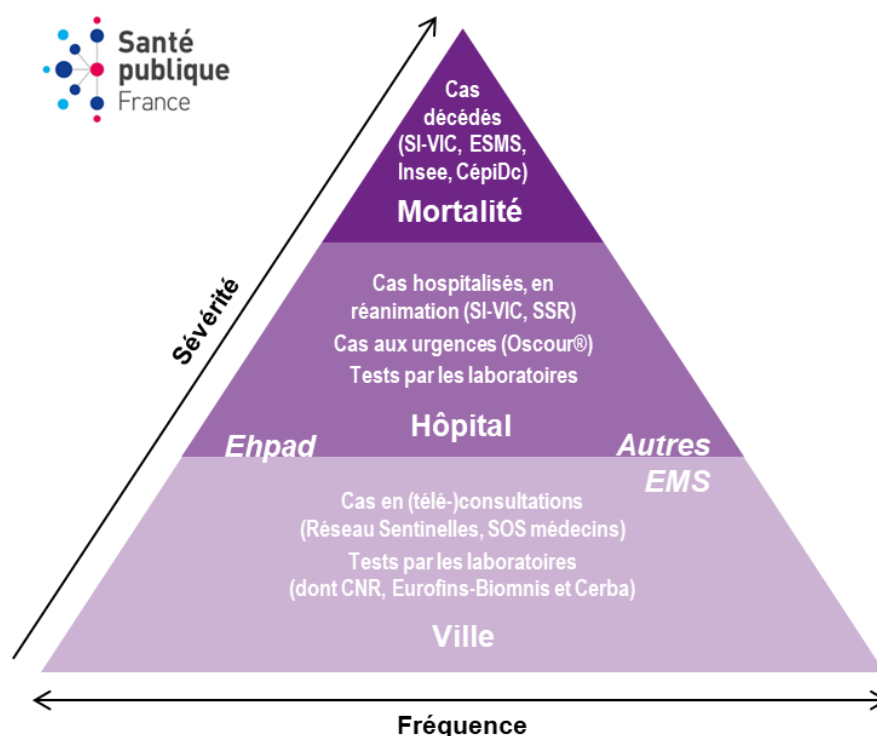 Santé
publique
France
Cas
décédés
(SI-VIC, ESMS,
Insee, CépiDc)
Mortalité
Sévérité
Cas hospitalisés, en
réanimation (SI-VIC, SSR)
Cas aux urgences (Oscour®)
Tests par les laboratoires
Hôpital
Ehpad
Autres
EMS
Cas en (télé-)consultations
(Réseau Sentinelles, SOS médecins)
Tests par les laboratoires
(dont CNR, Eurofins-Biomnis et Cerba)
Ville
Fréquence